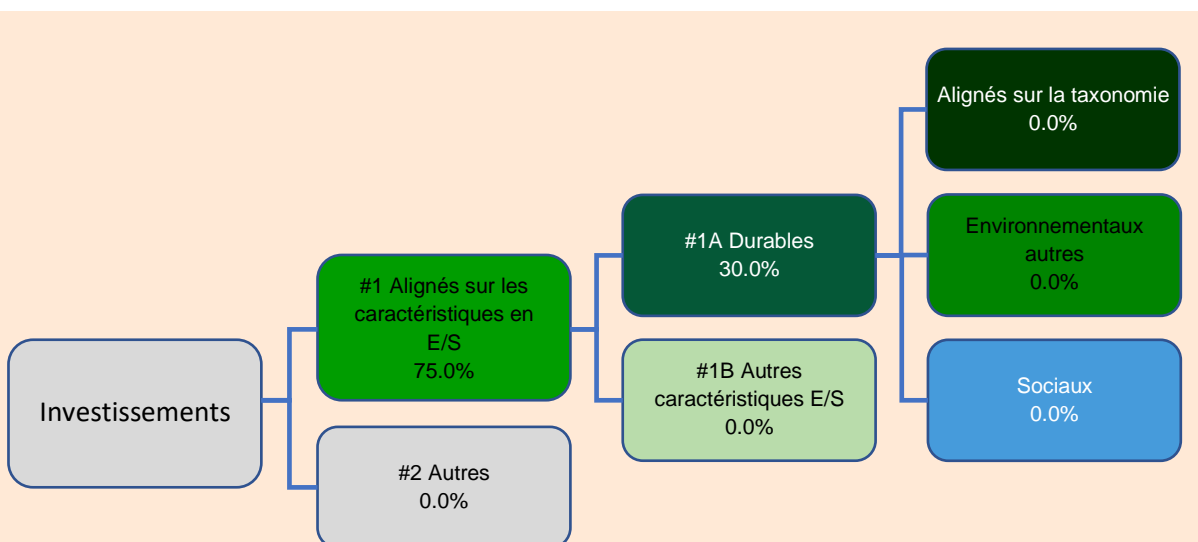 Investissements
#1 Alignés sur les
caractéristiques en
E/S
75.0%
#2 Autres
0.0%
#1A Durables
30.0%
#1B Autres
caractéristiques E/S
0.0%
Alignés sur la taxonomie
0.0%
Environnementaux
autres
0.0%
Sociaux
0.0%